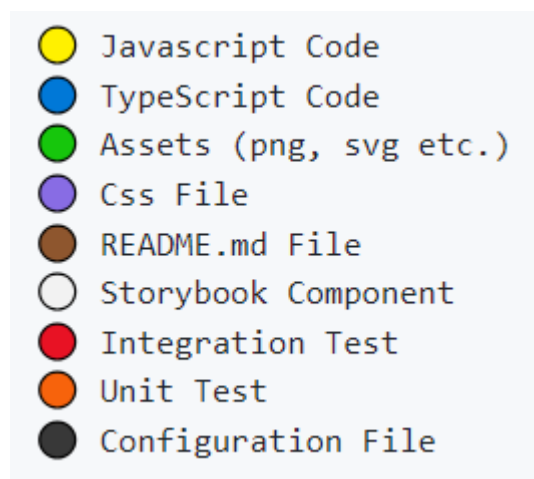 Javascript Code
TypeScript Code
Assets (png, svg etc.)
Css File
README.md File
Storybook Component
Integration Test
Unit Test
Configuration File